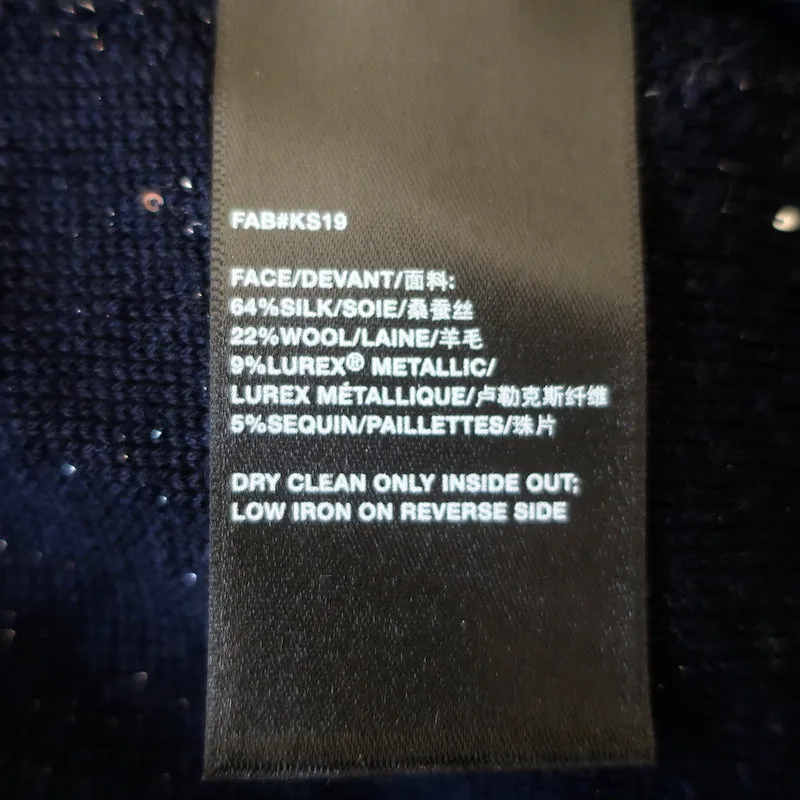 FAB#KS19
FACE/DEVANT/面料:
64%SILK/SOIE/桑蚕丝
22%WOOL/LAINE/羊毛
9%LUREX® METALLIC/
LUREX MÉTALLIQUE/卢勒克斯纤维
5%SEQUIN/PAILLETTES/珠片
DRY CLEAN ONLY INSIDE OUT;
LOW IRON ON REVERSE SIDE